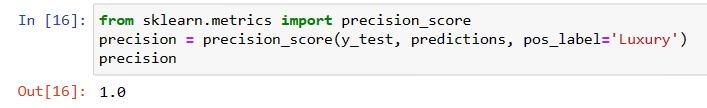 In [16]: from sklearn.metrics import precision_score
precision = precision_score(y_test, predictions, pos_label='Luxury')
precision
Out[16]: 1.0